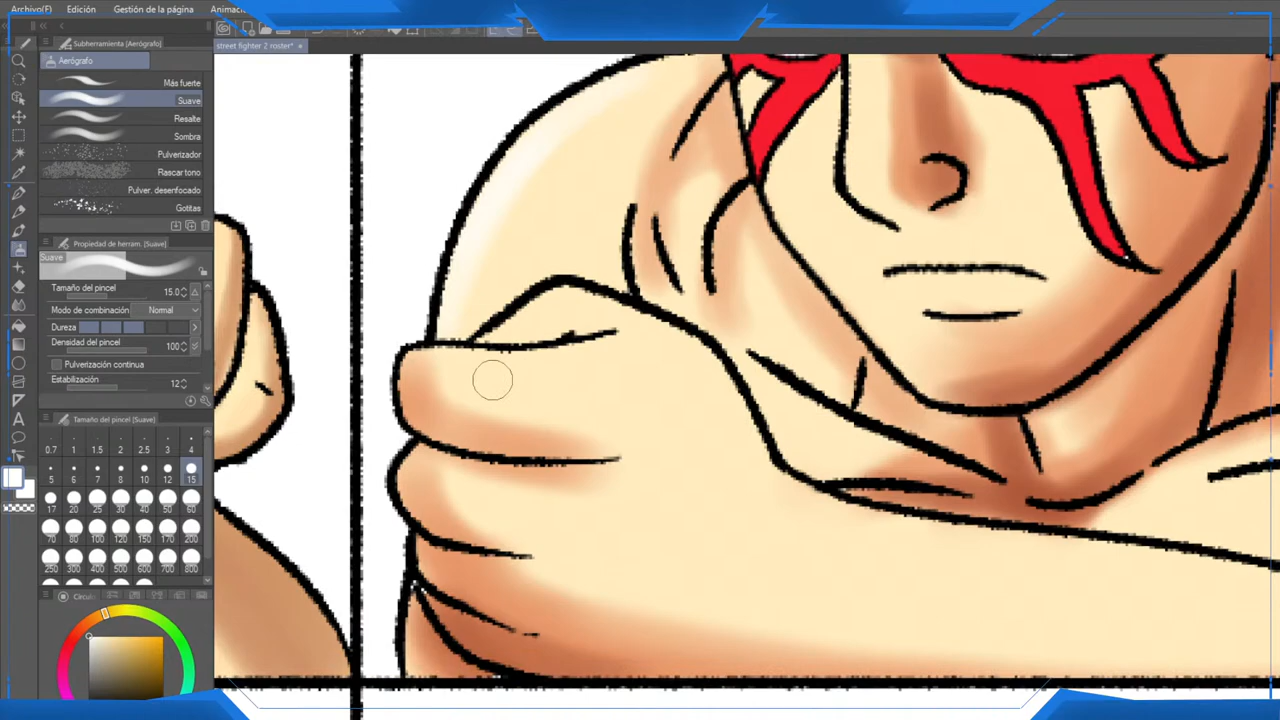 Archivo(F) Edición Gestión de la página Animación
Subherramienta (Aerógrafo)
street fighter 2 roster*
Aerógrafo
Más fuerte
Suave
Resalte
Sombra
Pulverizador
Rascar tono
Pulver. desenfocado
Gotitas
Propiedad de herram. [Suave]
Suave
Tamaño del pincel 15.0
Modo de combinación Normal
Dureza
Densidad del pincel 100
Pulverización continua
Estabilización 12
Tamaño del pincel [Suave]
0.7 1 1.5 2 2.5 3 4
5 6 7 8 10 12 15
17 20 25 30 40 50 60
70 80 100 120 150 170 200
250 300 400 500 600 700 800
Círculo